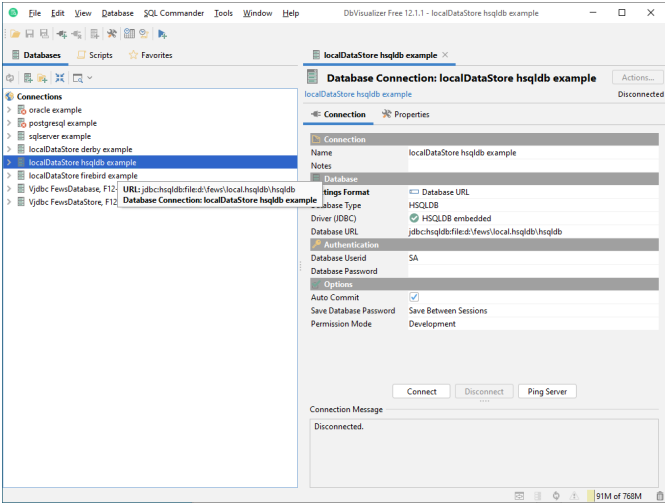 File Edit View Database SQL Commander Tools Window Help DbVisualizer Free 12.1.1 - localDataStore hsqldb example
Databases Scripts Favorites
localDataStore hsqldb example
Connections
oracle example
postgresql example
sqlserver example
localDataStore derby example
localDataStore hsqldb example
localDataStore firebird example
Vjdbc FewsDatabase, F12-
Vjdbc FewsDataStore, F12
URL: jdbc:hsqldb:file:d:\fews\local.hsqldb\hsqldb
Database Connection: localDataStore hsqldb example
Database Connection: localDataStore hsqldb example Actions...
localDataStore hsqldb example Disconnected
Connection Properties
Connection
Name localDataStore hsqldb example
Notes
Database
tings Format Database URL
Database Type HSQLDB
Driver (JDBC) HSQLDB embedded
Database URL jdbc:hsqldb:file:d:\fews\local.hsqldb\hsqldb
Authentication
Database Userid SA
Database Password
Options
Auto Commit
Save Database Password Save Between Sessions
Permission Mode Development
Connect Disconnect Ping Server
Connection Message
Disconnected.
91M of 768M